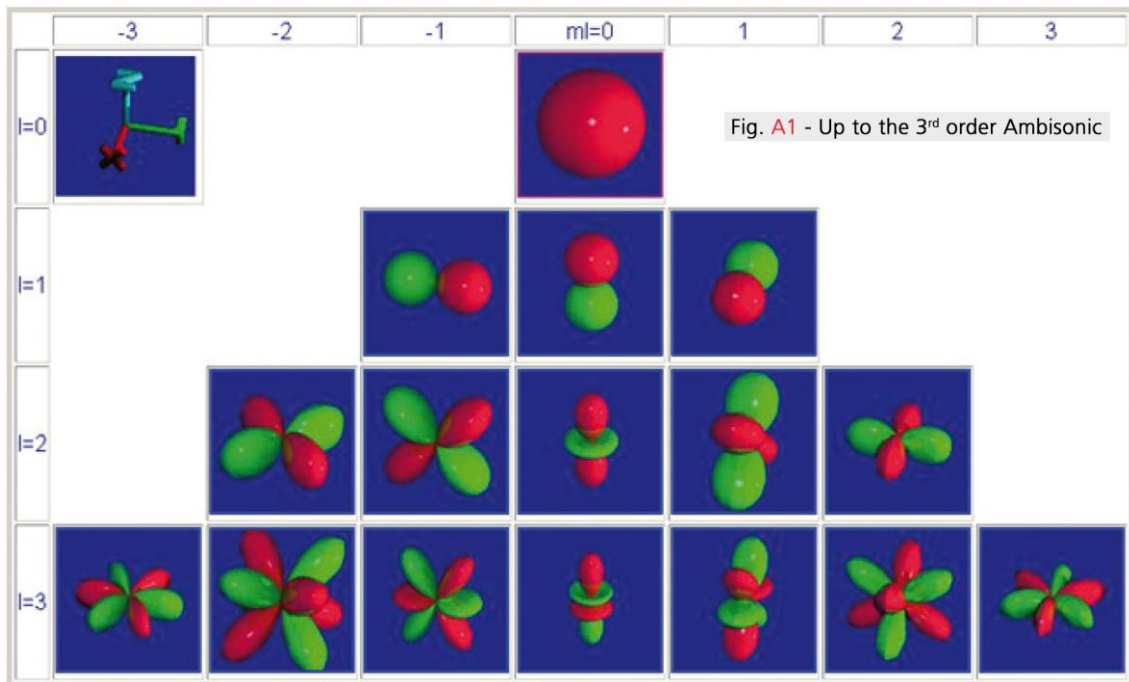 -3 -2 -1 ml=0 1 2 3
l=0
Z
Y
X
Fig. A1 - Up to the 3rd order Ambisonic
l=1
l=2
l=3